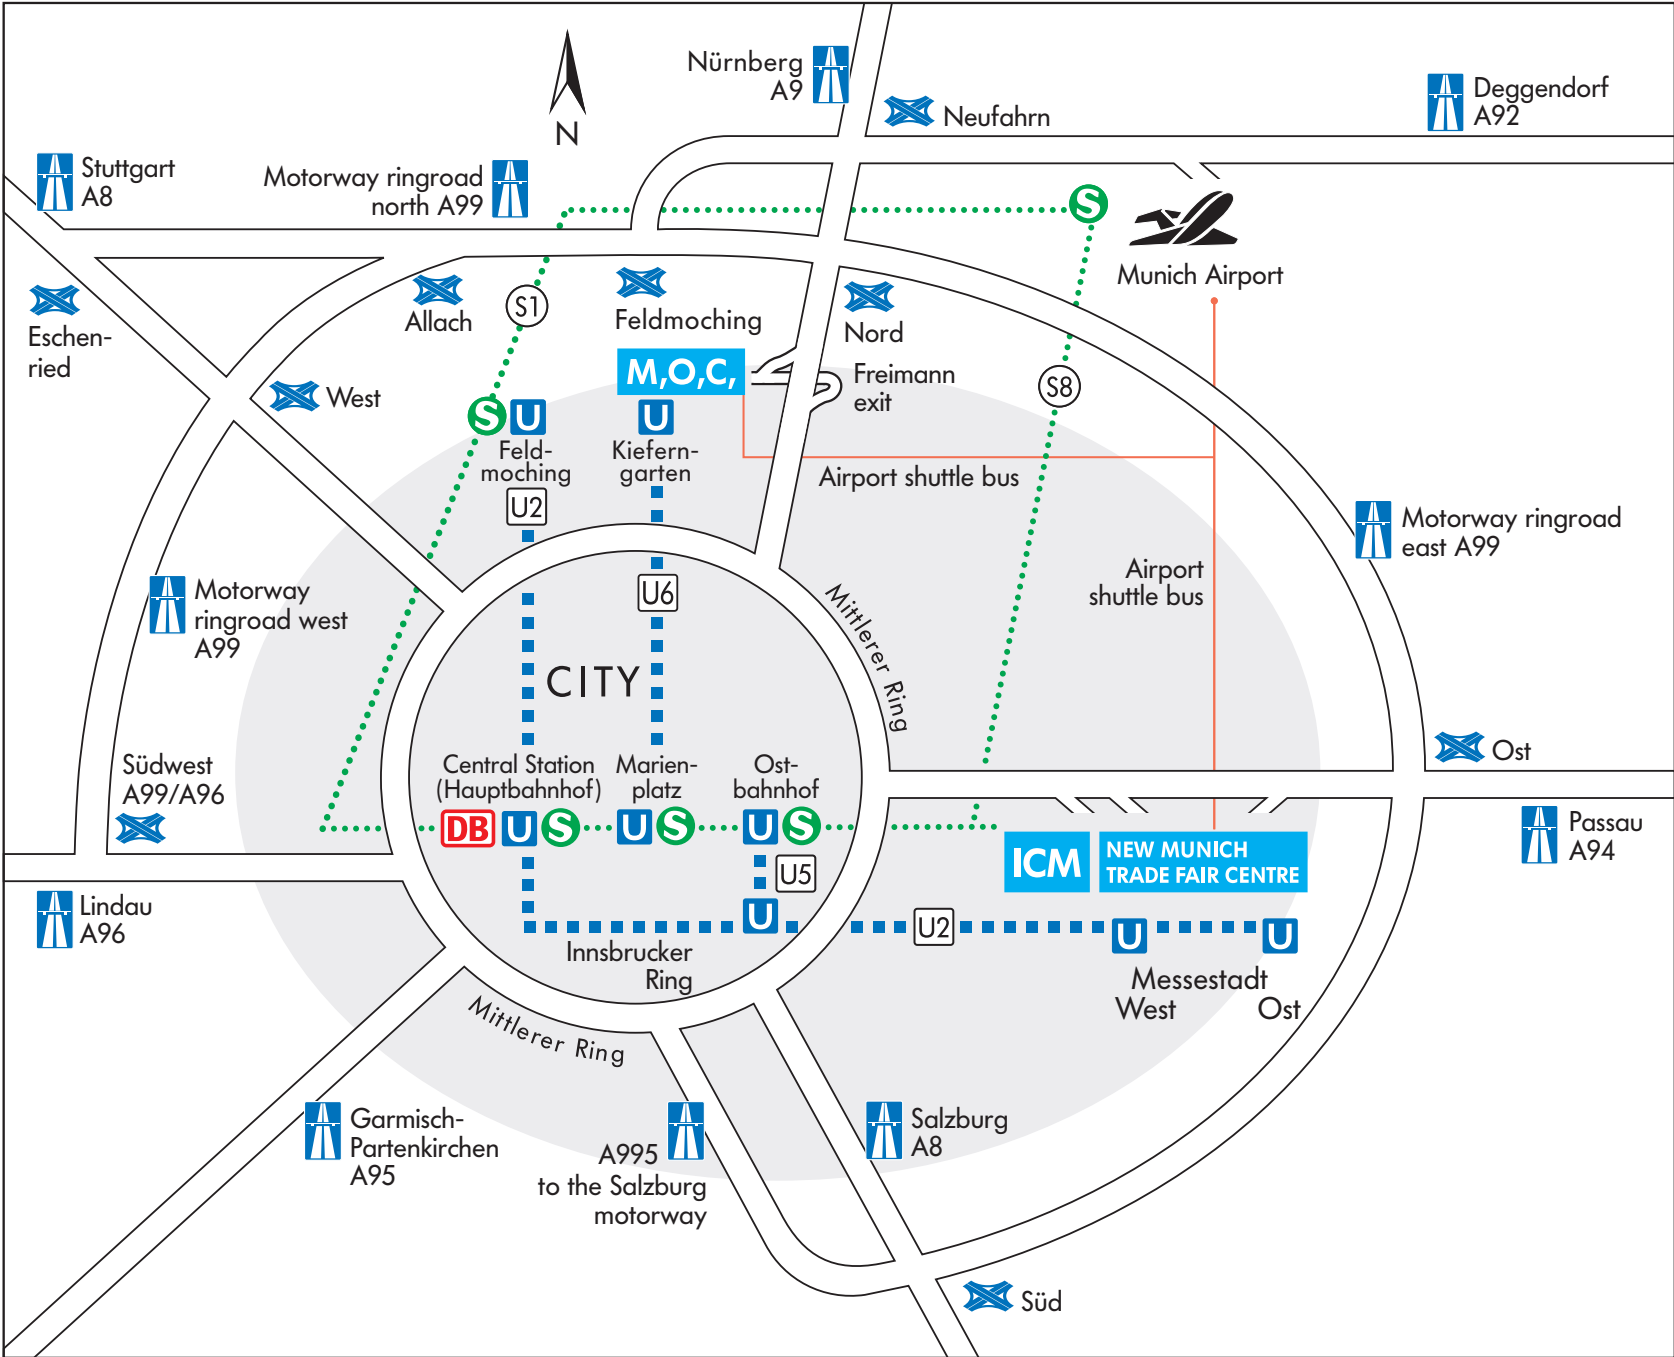 Nürnberg
A9
Neufahrn
Deggendorf
A92
N
Stuttgart
A8
Motorway ringroad
north A99
S
Munich Airport
Eschen-
ried
Allach
S1
Feldmoching
Nord
M,O,C,
Freimann
exit
S8
West
S U
Feld-
moching
U2
U
Kiefern-
garten
Airport shuttle bus
Motorway ringroad
east A99
Airport
shuttle bus
Motorway
ringroad west
A99
U6
Mittlerer Ring
CITY
Südwest
A99/A96
Central Station
(Hauptbahnhof)
DB U S
Marien-
platz
U S
Ost-
bahnhof
U S
U5
U
Ost
Passau
A94
ICM
NEW MUNICH
TRADE FAIR CENTRE
Lindau
A96
Innsbrucker
Ring
U2
U
U
Messestadt
West
Ost
Mittlerer Ring
Garmisch-
Partenkirchen
A95
A995
to the Salzburg
motorway
Salzburg
A8
Süd